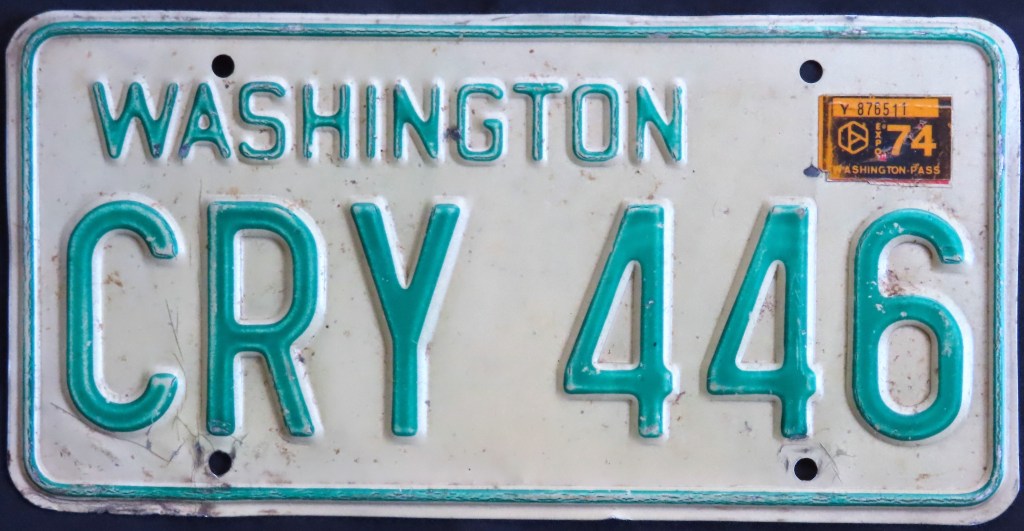 WASHINGTON
Y 876511
EXPO 74
WASHINGTON-PASS
CRY 446